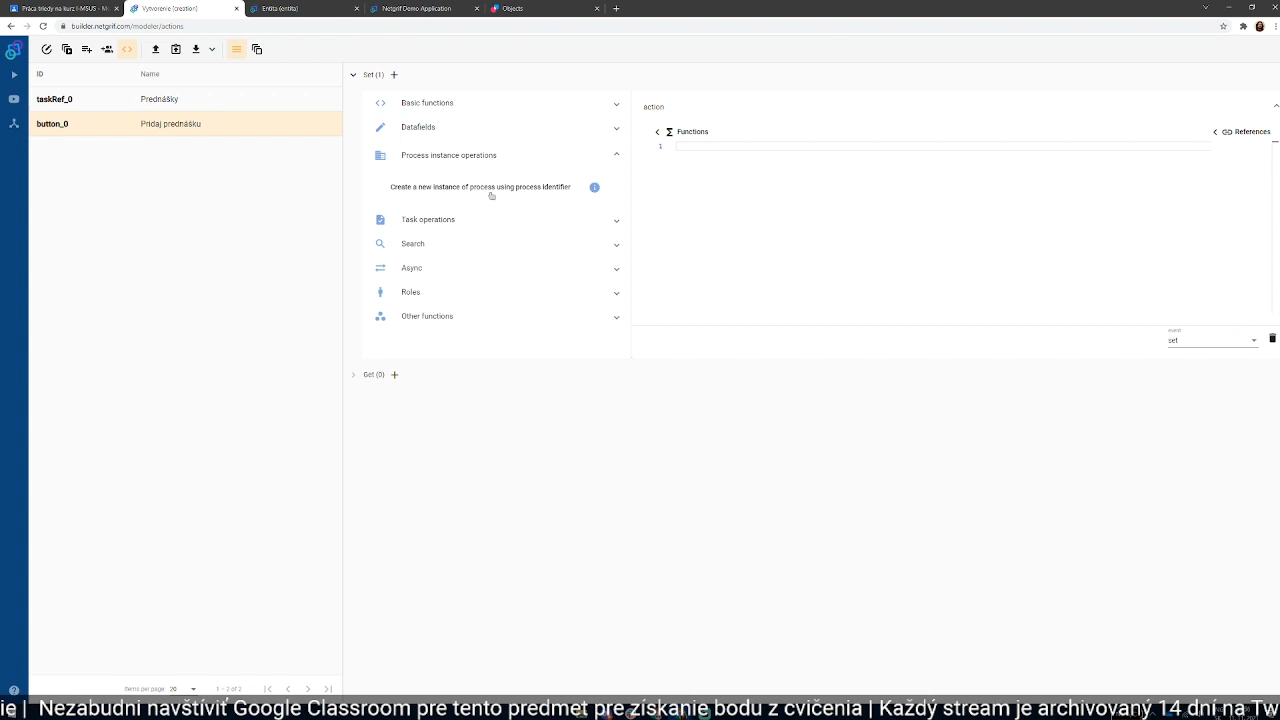 Práca triedy na kurz I-MSUS - M
Vytvorenie (creation)
Entita (entity)
Netgrif Demo Application
Objects
builder.netgrif.com/modeler/actions
ID Name
taskRef_0 Prednášky
button_0 Pridaj prednášku
Set (1)
Basic functions
Datafields
Process instance operations
Create a new instance of process using process identifier
Task operations
Search
Async
Roles
Other functions
action
Functions
References
1
event
set
Get (0)
Items per page: 20 1 – 2 of 2
ie | Nezabudni navštíviť Google Classroom pre tento predmet pre získanie bodu z cvičenia | Každý stream je archivovaný 14 dní na Tw